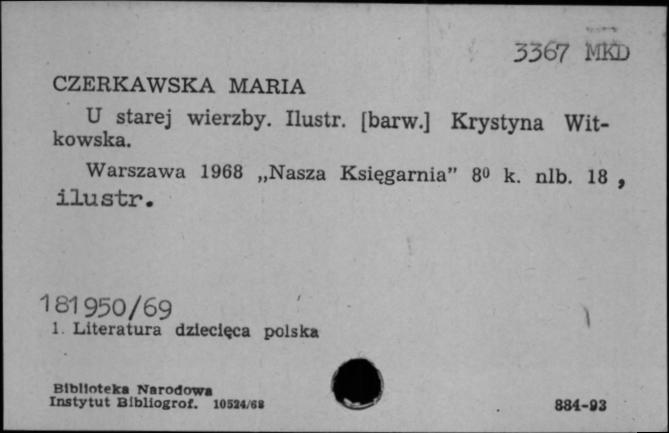 3367 MKD
CZERKAWSKA MARIA
U starej wierzby. Ilustr. [barw.] Krystyna Wit-
kowska.
Warszawa 1968 „Nasza Księgarnia" 8⁰ k. nlb. 18 ,
ilustr.
181950/69
1. Literatura dziecięca polska
Biblioteka Narodowa
Instytut Bibliogrof. 10524/68
884-93